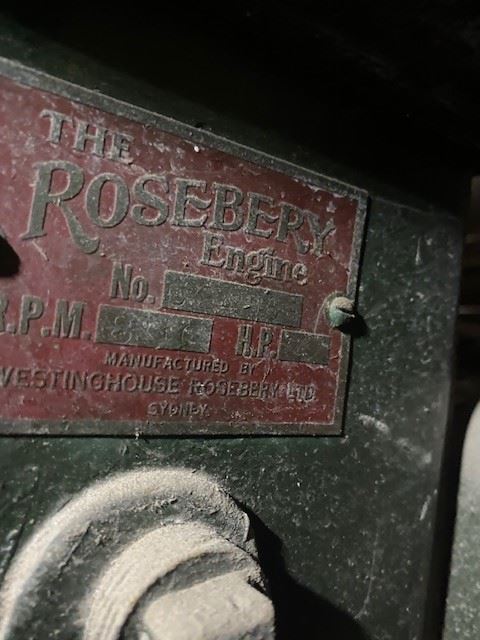 THE
ROSEBERY
Engine
No.
R.P.M. H.P.
MANUFACTURED BY
WESTINGHOUSE ROSEBERY LTD.
SYDNEY